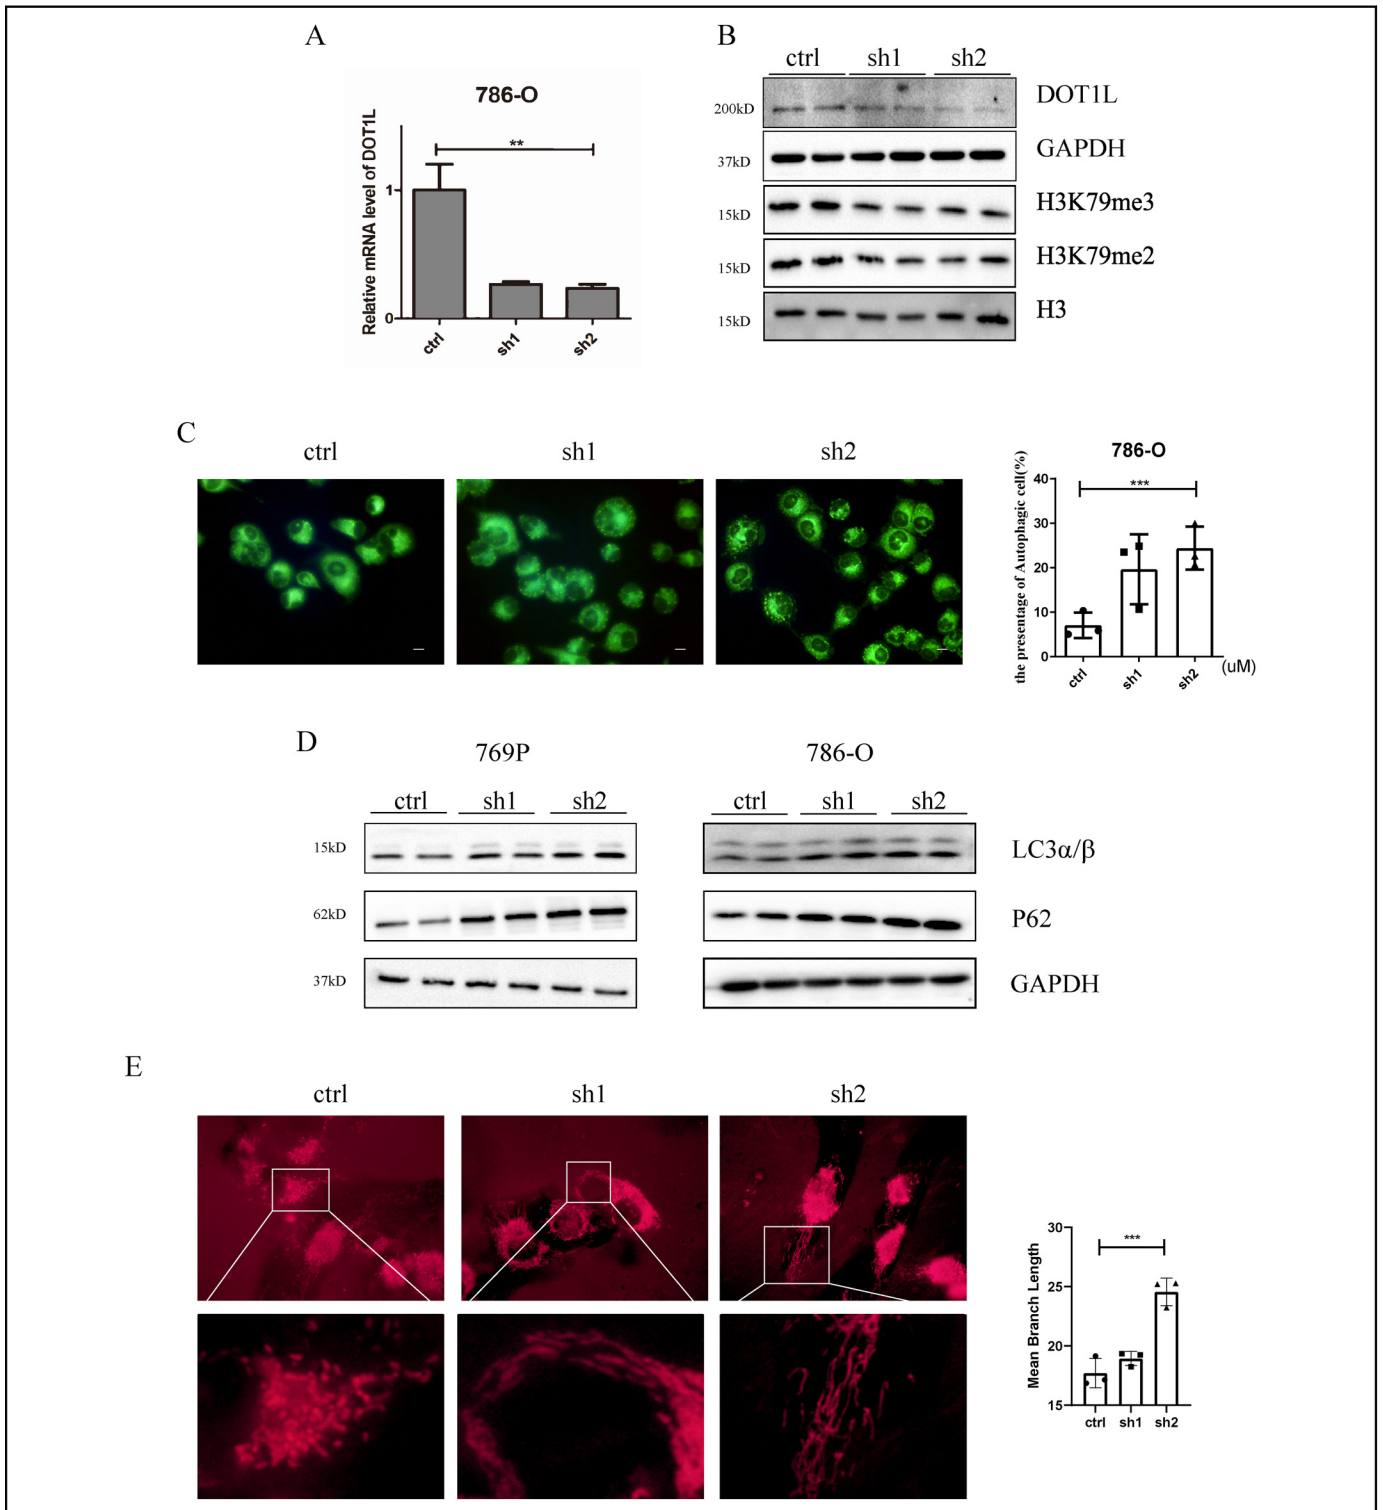 A
786-O
Relative mRNA level of DOT1L
**
1
0
ctrl
sh1
sh2
B
ctrl sh1 sh2
200kD DOT1L
37kD GAPDH
15kD H3K79me3
15kD H3K79me2
15kD H3
C
ctrl sh1 sh2
786-O
the presentage of Autophagic cell(%)
***
40
30
20
10
0
ctrl sh1 sh2 (uM)
D
769P 786-O
ctrl sh1 sh2 ctrl sh1 sh2
15kD LC3α/β
62kD P62
37kD GAPDH
E
ctrl sh1 sh2
Mean Branch Length
***
30
25
20
15
ctrl sh1 sh2